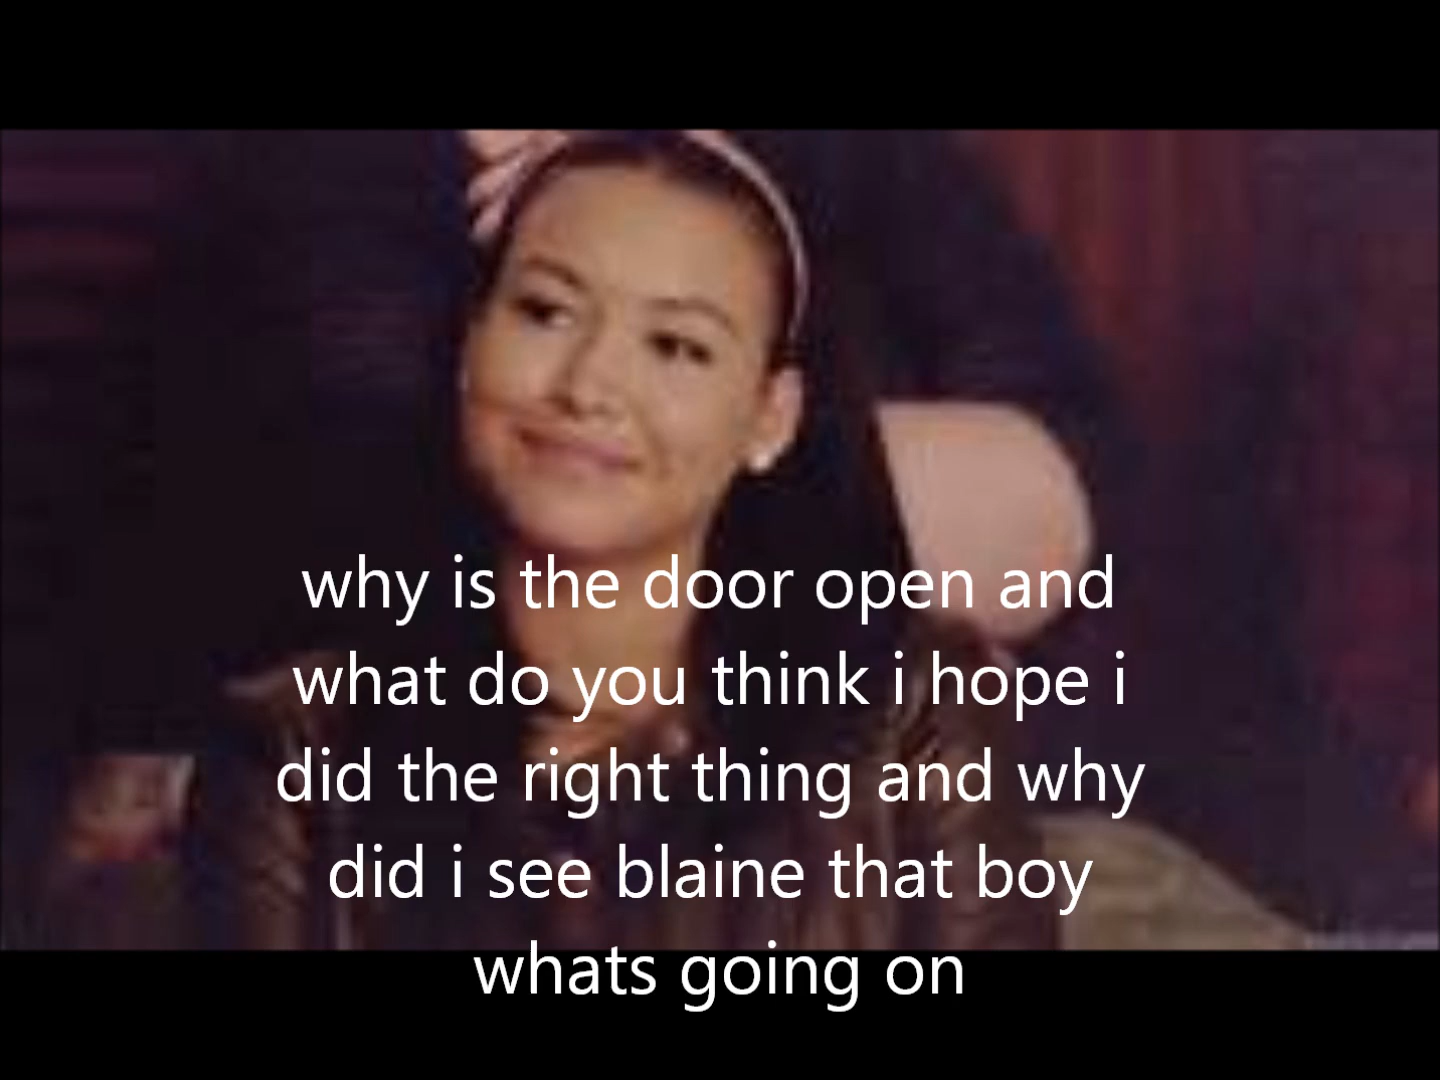 why is the door open and
what do you think i hope i
did the right thing and why
did i see blaine that boy
whats going on